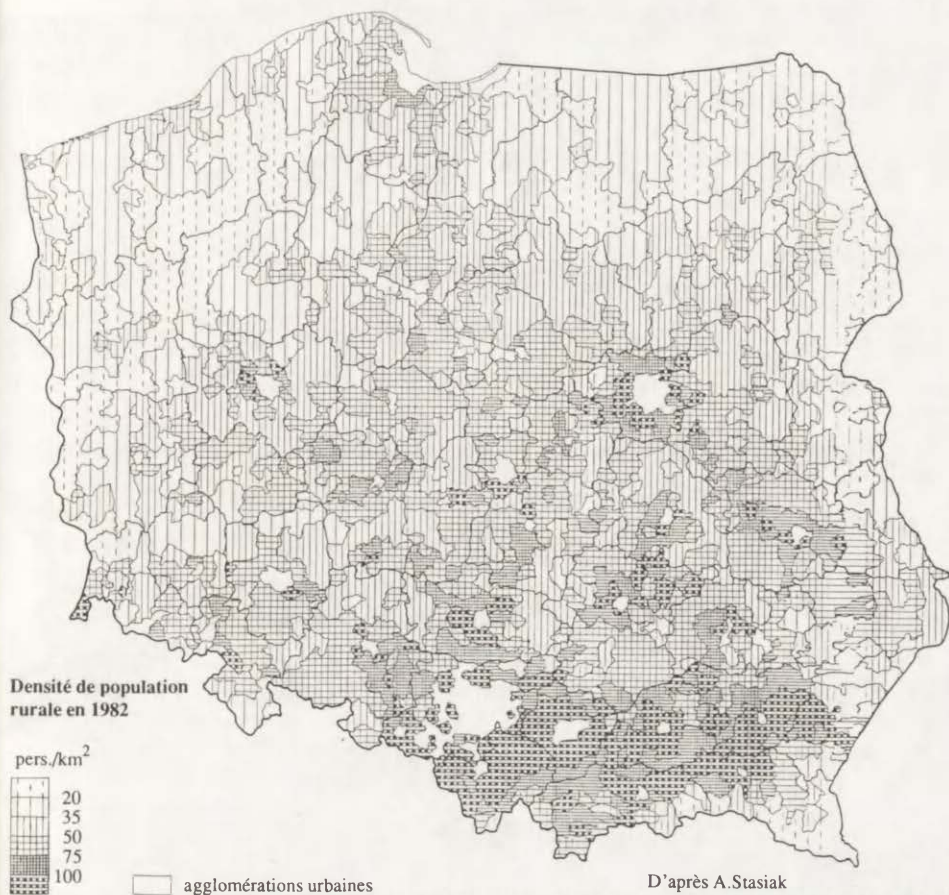 Densité de population
rurale en 1982
pers./km²
20
35
50
75
100
agglomérations urbaines
D'après A.Stasiak